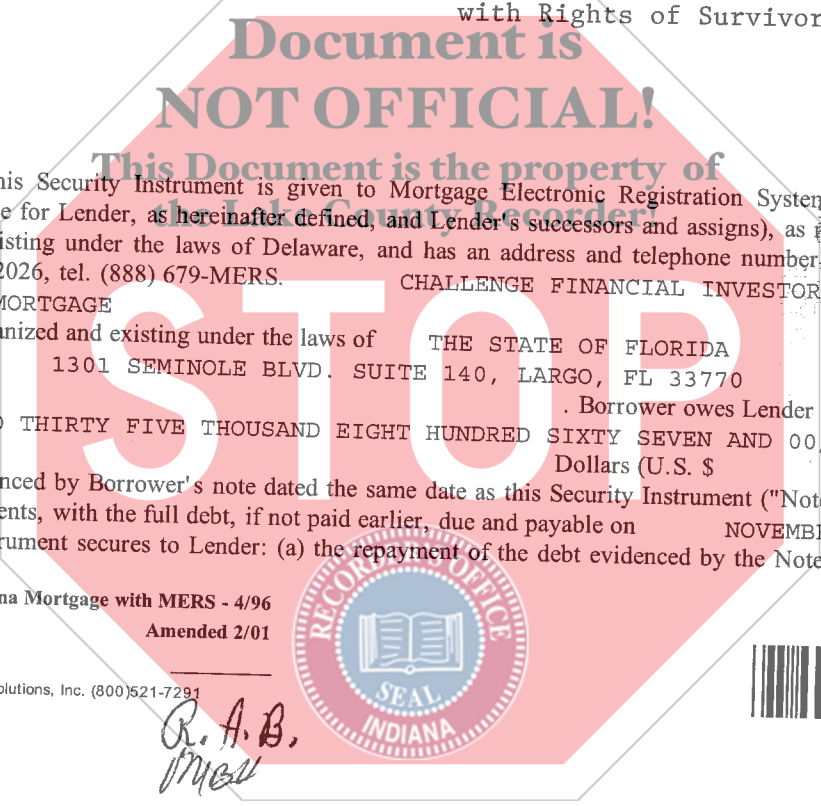 with Rights of Survivor
Document is
NOT OFFICIAL!
This Document is the property of
the Lake County Recorder!
his Security Instrument is given to Mortgage Electronic Registration System
e for Lender, as hereinafter defined, and Lender's successors and assigns), as
isting under the laws of Delaware, and has an address and telephone number
2026, tel. (888) 679-MERS. CHALLENGE FINANCIAL INVESTOR
MORTGAGE
anized and existing under the laws of THE STATE OF FLORIDA
1301 SEMINOLE BLVD. SUITE 140, LARGO, FL 33770
. Borrower owes Lender
THIRTY FIVE THOUSAND EIGHT HUNDRED SIXTY SEVEN AND 00
Dollars (U.S. $
STOP
nced by Borrower's note dated the same date as this Security Instrument ("Note
ents, with the full debt, if not paid earlier, due and payable on NOVEMBE
rument secures to Lender: (a) the repayment of the debt evidenced by the Note
na Mortgage with MERS - 4/96
Amended 2/01
olutions, Inc. (800)521-7291
RECORDER'S OFFICE
SEAL
INDIANA
R. A. B.